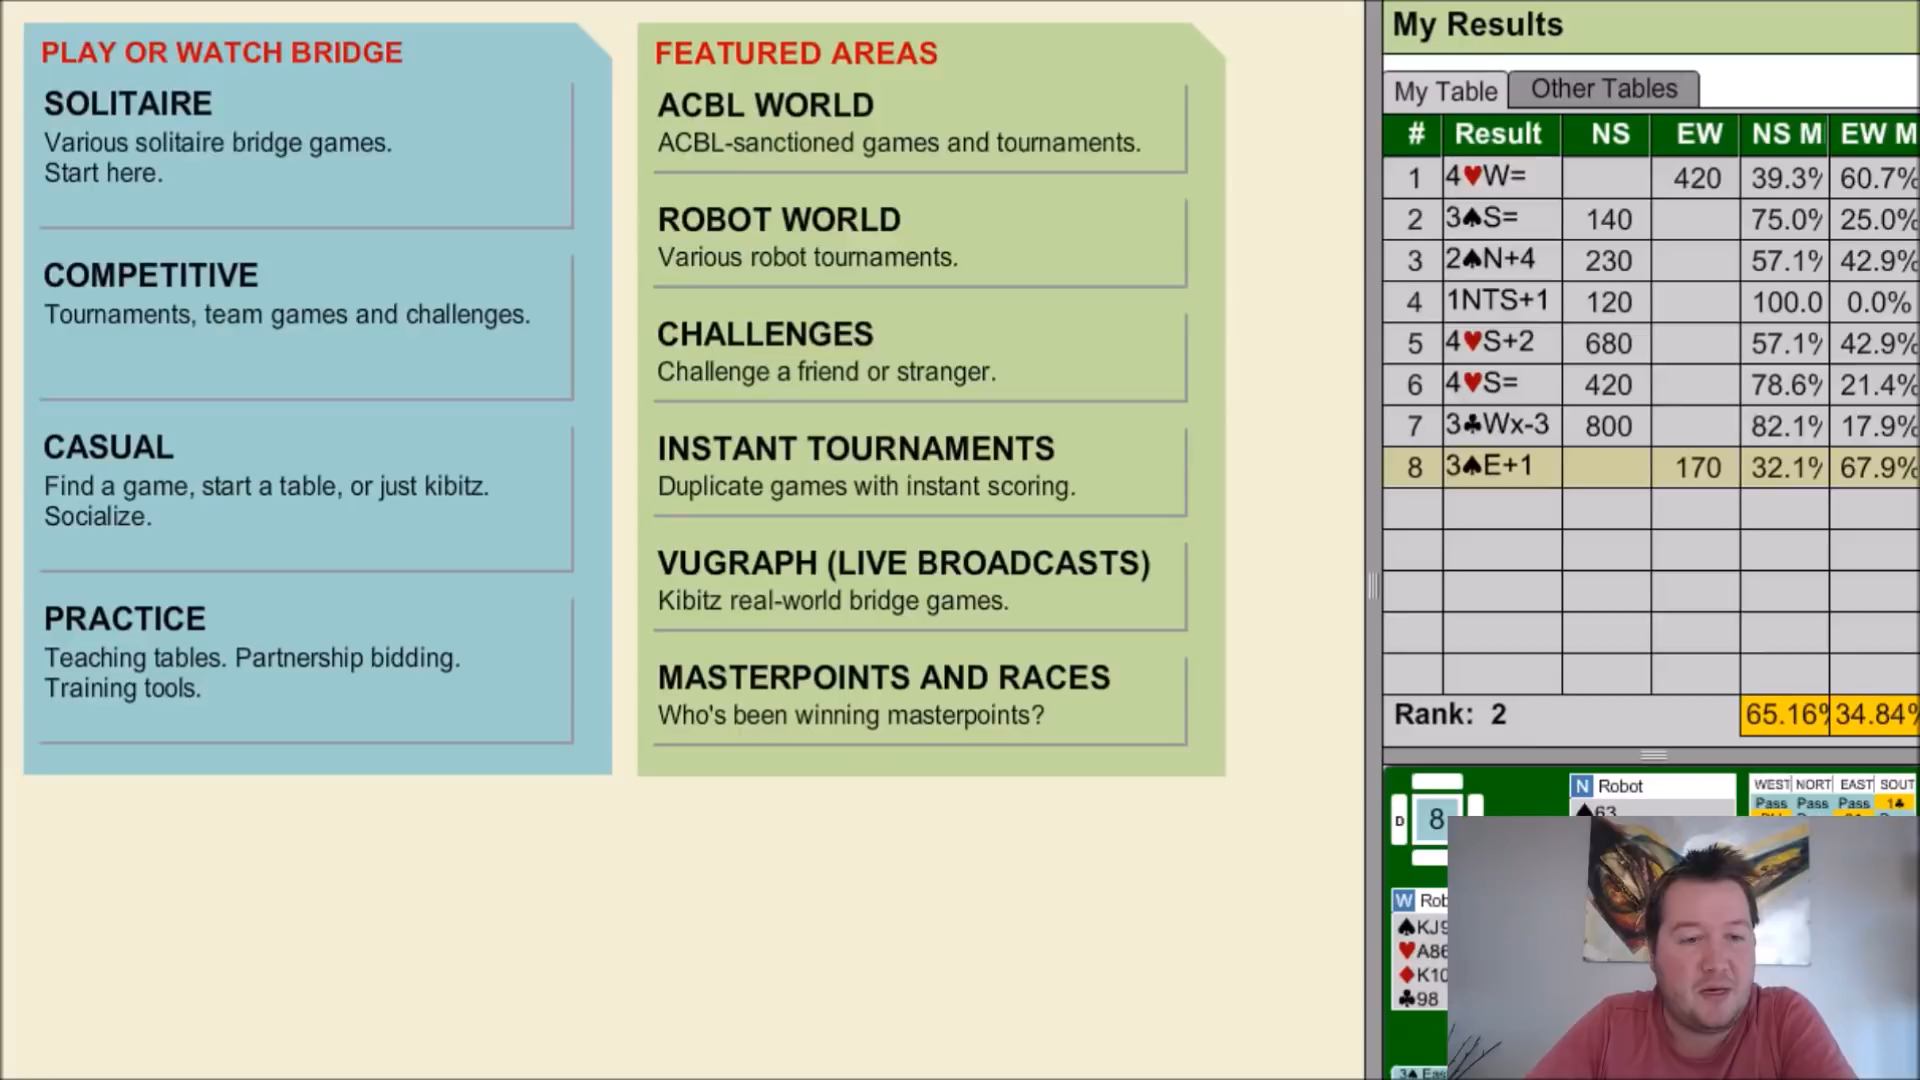 PLAY OR WATCH BRIDGE
SOLITAIRE
Various solitaire bridge games.
Start here.
COMPETITIVE
Tournaments, team games and challenges.
CASUAL
Find a game, start a table, or just kibitz.
Socialize.
PRACTICE
Teaching tables. Partnership bidding.
Training tools.
FEATURED AREAS
ACBL WORLD
ACBL-sanctioned games and tournaments.
ROBOT WORLD
Various robot tournaments.
CHALLENGES
Challenge a friend or stranger.
INSTANT TOURNAMENTS
Duplicate games with instant scoring.
VUGRAPH (LIVE BROADCASTS)
Kibitz real-world bridge games.
MASTERPOINTS AND RACES
Who's been winning masterpoints?
My Results
My Table Other Tables
# Result NS EW NS M EW M
1 4♥W= 420 39.3% 60.7%
2 3♠S= 140 75.0% 25.0%
3 2♠N+4 230 57.1% 42.9%
4 1NTS+1 120 100.0 0.0%
5 4♥S+2 680 57.1% 42.9%
6 4♥S= 420 78.6% 21.4%
7 3♣Wx-3 800 82.1% 17.9%
8 3♠E+1 170 32.1% 67.9%
Rank: 2 65.16% 34.84%
D 8
N Robot
♠63
WEST NORT EAST SOUT
Pass Pass Pass 1♣
W Rob
♠KJ9
♥A86
♦K10
♣98
3♠ Eas